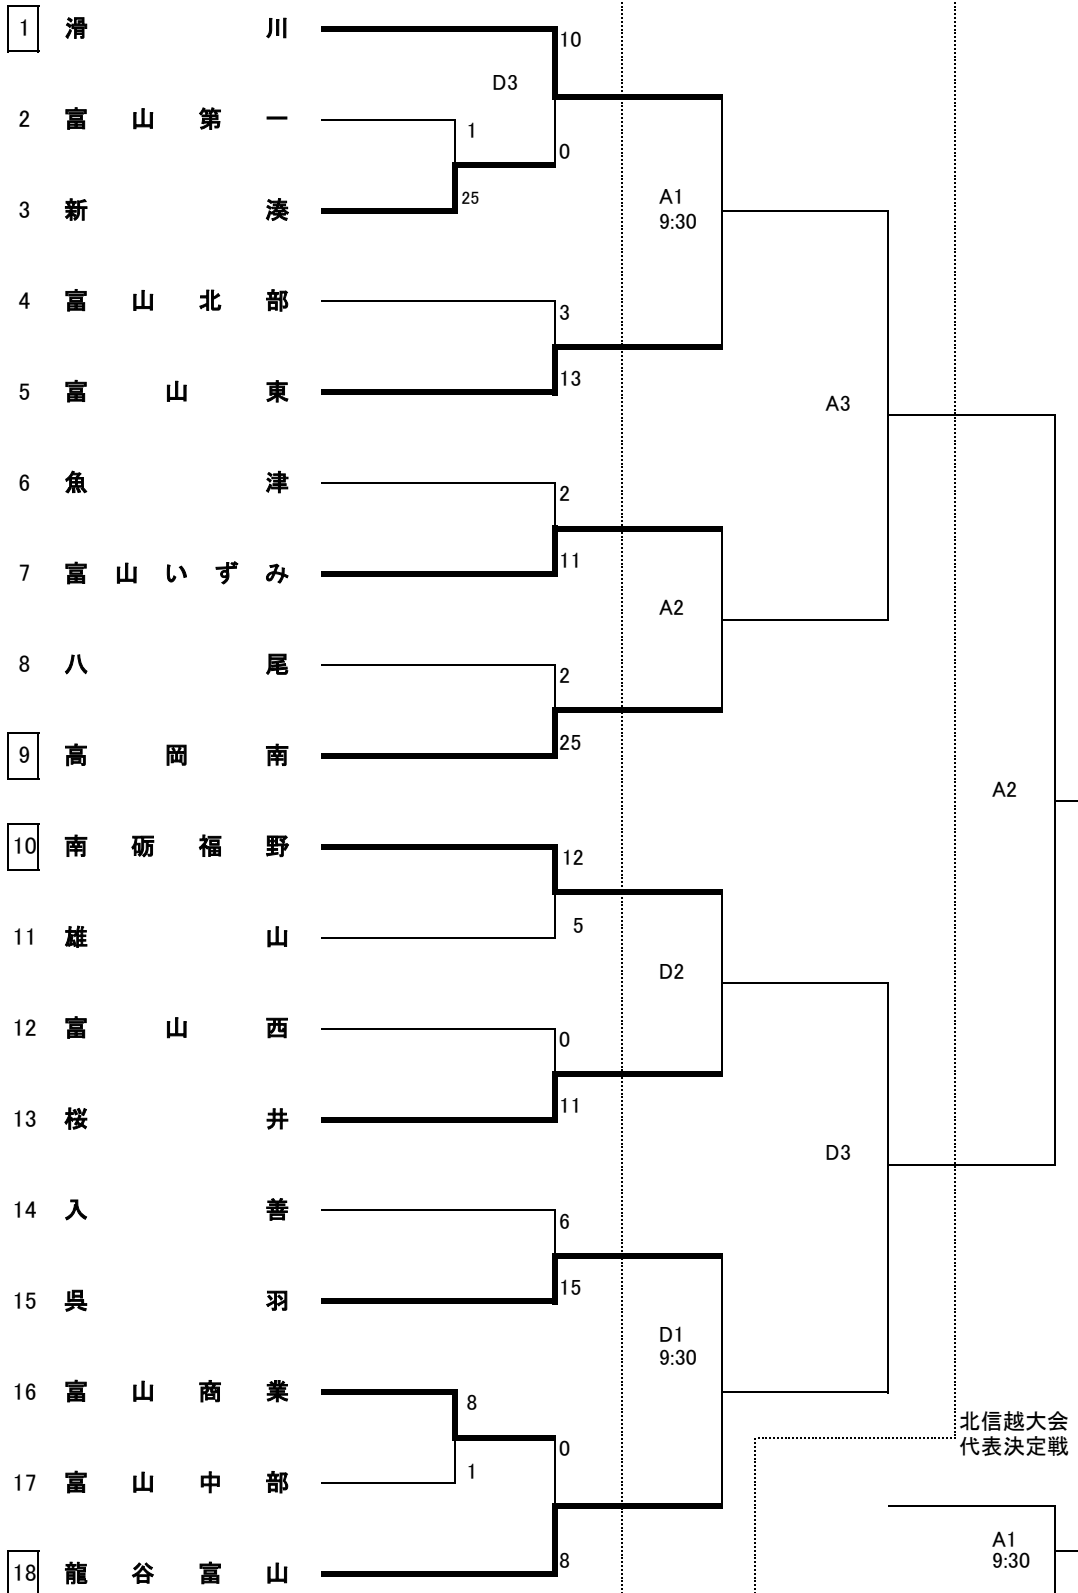 1 滑川
10
D3
2 富山第一
1
0
25
3 新湊
A1
9:30
4 富山北部
3
13
5 富山東
A3
6 魚津
2
11
7 富山いずみ
A2
8 八尾
2
25
9 高岡南
A2
10 南砺福野
12
5
11 雄山
D2
12 富山西
0
11
13 桜井
D3
14 入善
6
15
15 呉羽
D1
9:30
16 富山商業
8
北信越大会
代表決定戦
0
1
17 富山中部
A1
9:30
8
18 龍谷富山